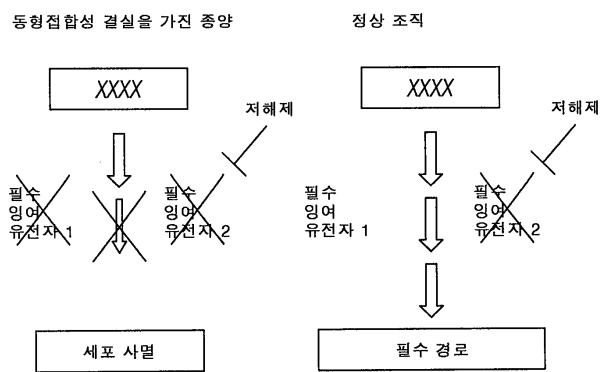 동형접합성 결실을 가진 종양
정상 조직
XXXX
XXXX
저해제
저해제
필수
잉여
유전자 1
필수
잉여
유전자 2
필수
잉여
유전자 1
필수
잉여
유전자 2
세포 사멸
필수 경로